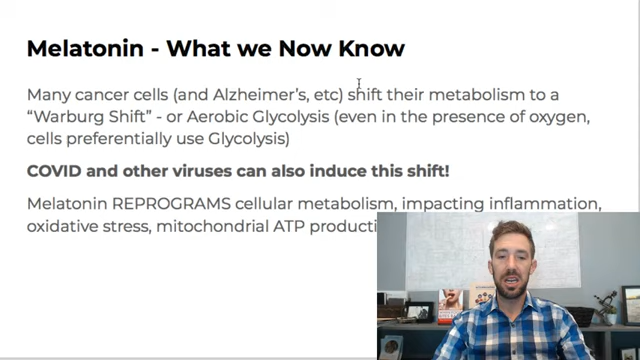 Melatonin - What we Now Know
Many cancer cells (and Alzheimer's, etc) shift their metabolism to a
“Warburg Shift” - or Aerobic Glycolysis (even in the presence of oxygen,
cells preferentially use Glycolysis)
COVID and other viruses can also induce this shift!
Melatonin REPROGRAMS cellular metabolism, impacting inflammation,
oxidative stress, mitochondrial ATP